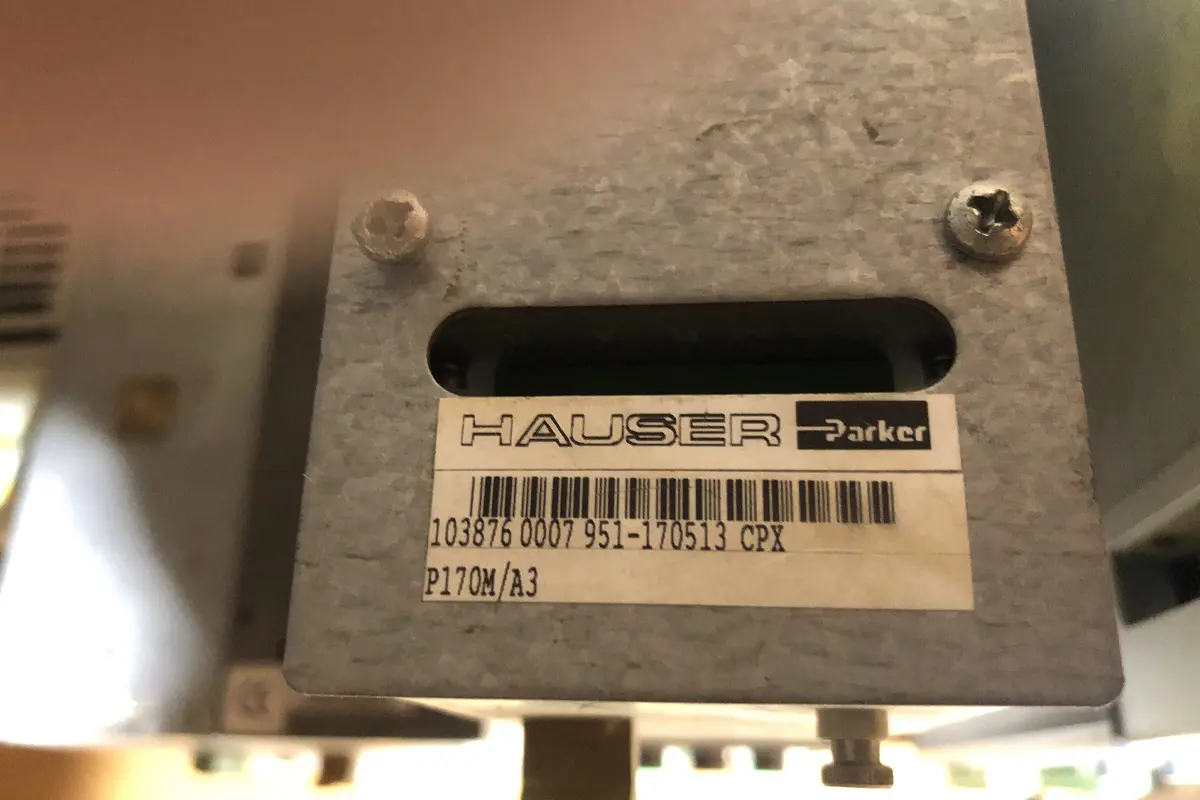 HAUSER Parker
103876 0007 951-170513 CPX
P170M/A3